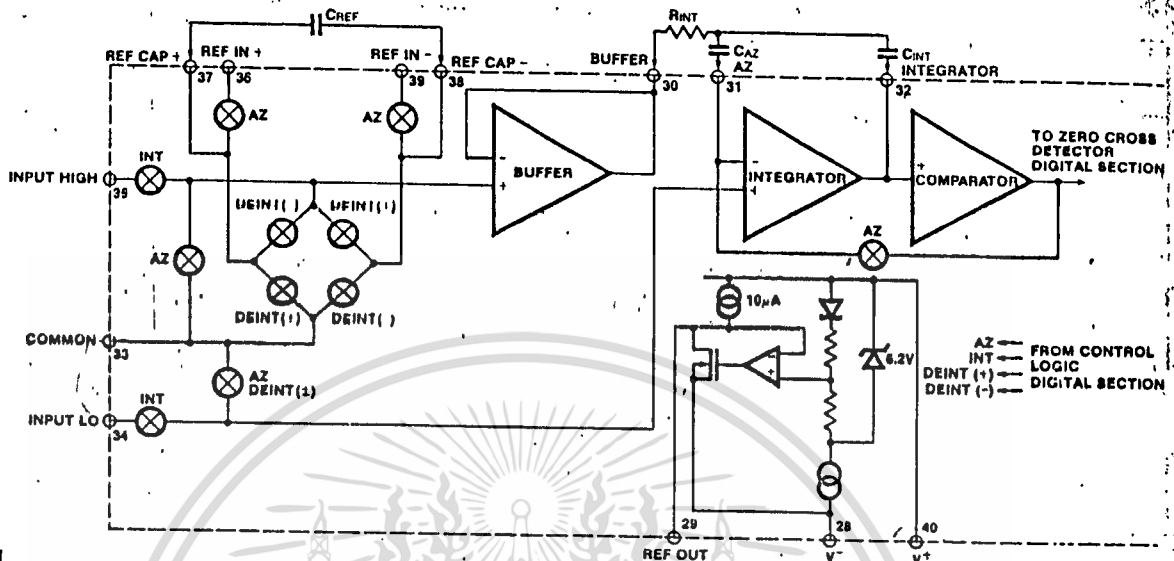 CREF
REF CAP +
REF IN +
REF IN -
REF CAP -
37
36
39
38
BUFFER
30
RINT
CAZ
AZ
31
CINT
INTEGRATOR
32
AZ
AZ
INT
INPUT HIGH
35
BUFFER
-
+
INTEGRATOR
-
+
COMPARATOR
TO ZERO CROSS
DETECTOR
DIGITAL SECTION
DEINT(-)
DEINT(+)
AZ
AZ
DEINT(+)
DEINT(-)
COMMON
33
AZ
DEINT(±)
INT
INPUT LO
34
10µA
6.2V
AZ
INT
DEINT (+)
DEINT (-)
FROM CONTROL
LOGIC
DIGITAL SECTION
29
28
40
REF OUT
V-
V+